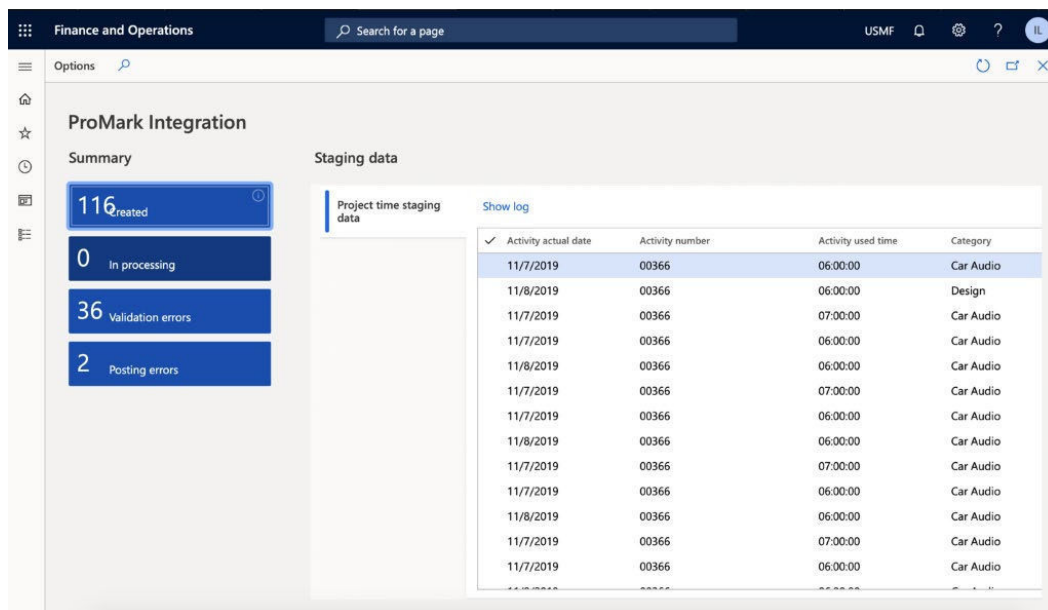 Finance and Operations
Search for a page
USMF
?
IL
Options
ProMark Integration
Summary
Staging data
116 Created
0 In processing
36 Validation errors
2 Posting errors
Project time staging
data
Show log
Activity actual date Activity number Activity used time Category
11/7/2019 00366 06:00:00 Car Audio
11/8/2019 00366 06:00:00 Design
11/7/2019 00366 07:00:00 Car Audio
11/7/2019 00366 06:00:00 Car Audio
11/8/2019 00366 06:00:00 Car Audio
11/7/2019 00366 07:00:00 Car Audio
11/7/2019 00366 06:00:00 Car Audio
11/8/2019 00366 06:00:00 Car Audio
11/7/2019 00366 07:00:00 Car Audio
11/7/2019 00366 06:00:00 Car Audio
11/8/2019 00366 06:00:00 Car Audio
11/7/2019 00366 07:00:00 Car Audio
11/7/2019 00366 06:00:00 Car Audio